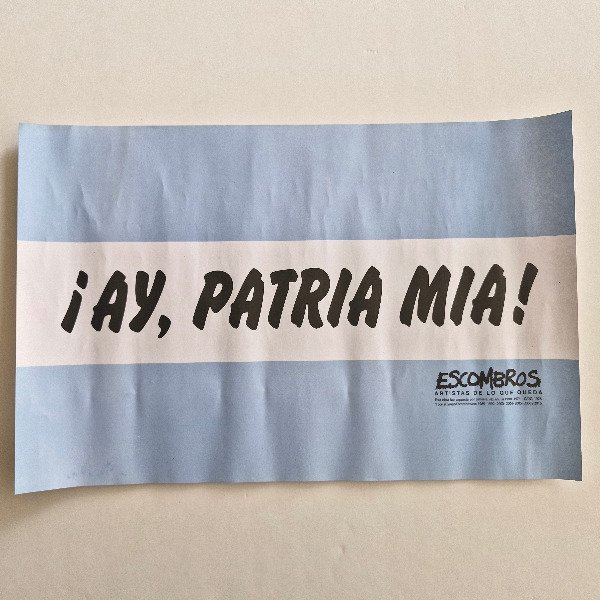 ¡AY, PATRIA MIA!
ESCOMBROS
ARTISTAS DE LO QUE QUEDA